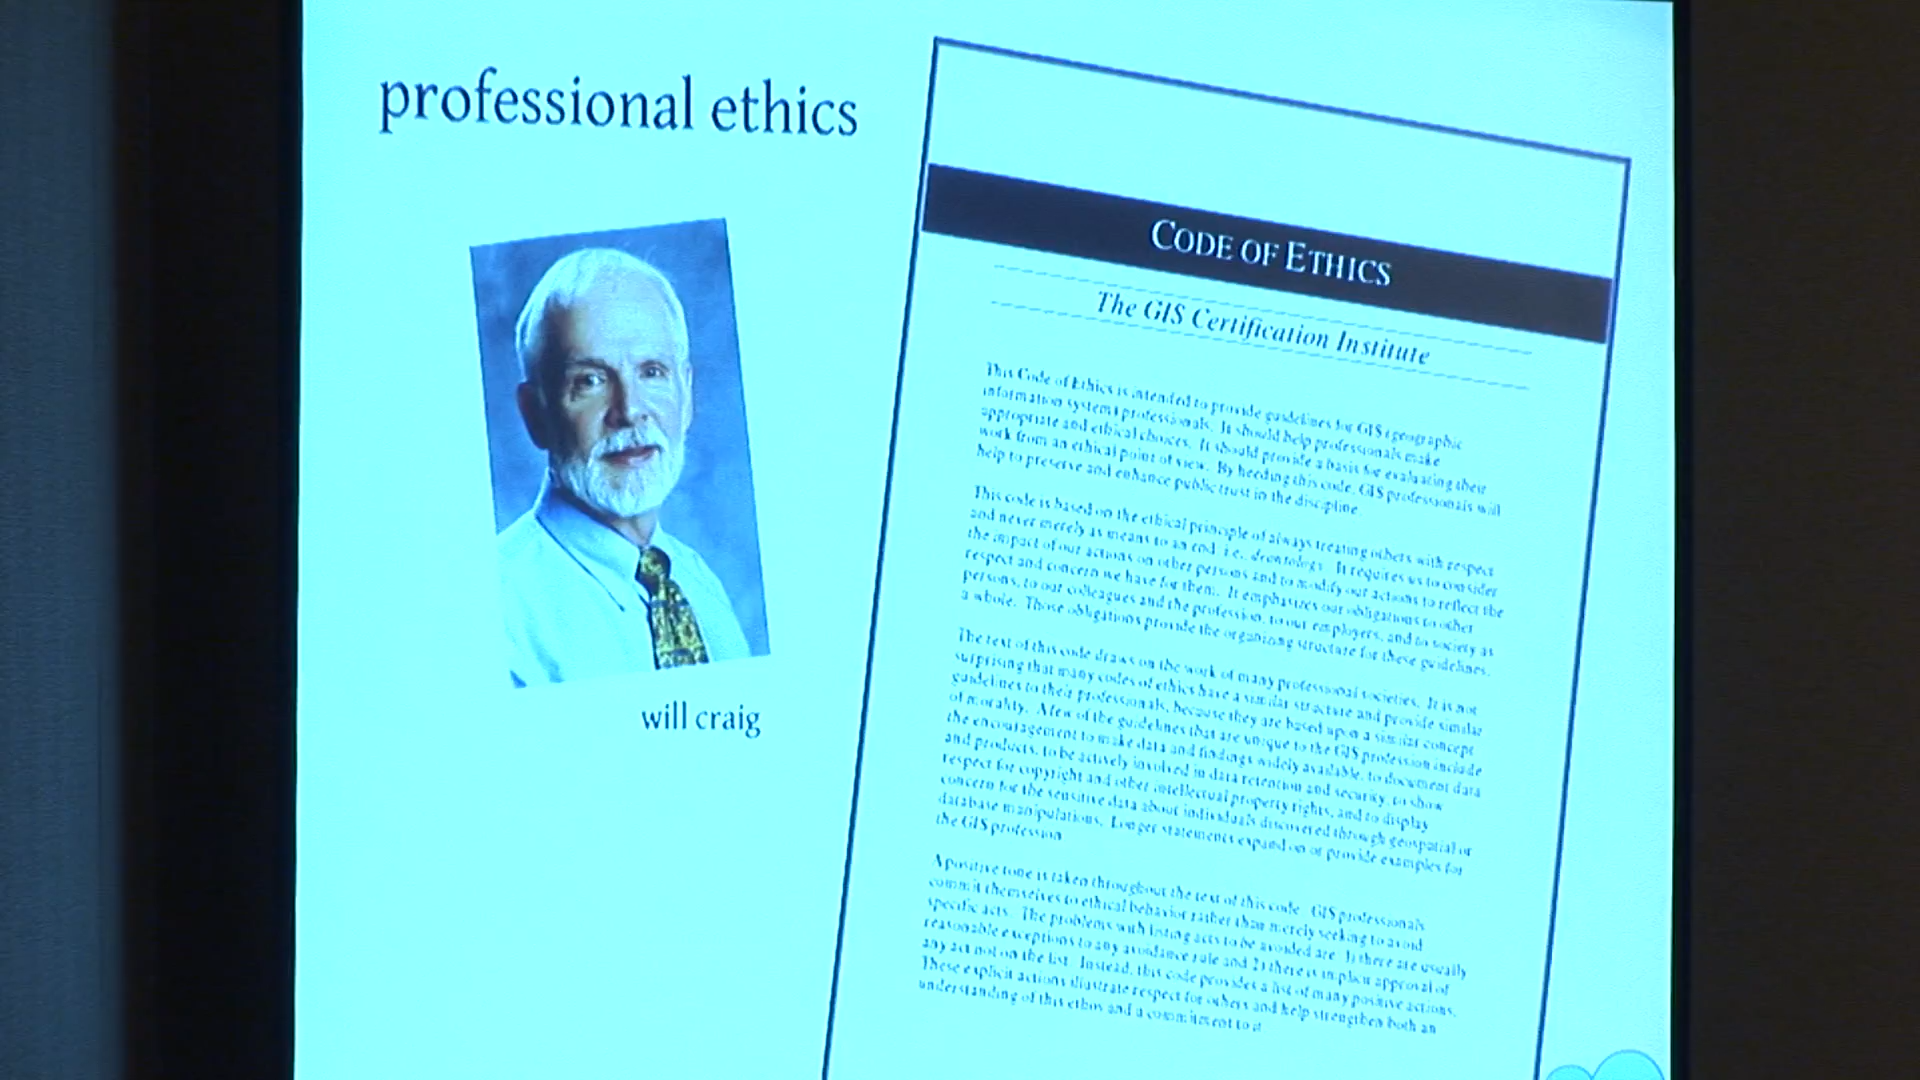 professional ethics
will craig
CODE OF ETHICS
The GIS Certification Institute
This Code of Ethics is intended to provide guidelines for GIS (geographic
information system) professionals. It should help professionals make
appropriate and ethical choices. It should provide a basis for evaluating their
work from an ethical point of view. By heeding this code, GIS professionals will
help to preserve and enhance public trust in the discipline.
This code is based on the ethical principle of always treating others with respect
and never merely as means to an end: i.e., deontology. It requires us to consider
the impact of our actions on other persons and to modify our actions to reflect the
respect and concern we have for them. It emphasizes our obligations to other
persons, to our colleagues and the profession, to our employers, and to society as
a whole. Those obligations provide the organizing structure for these guidelines.
The text of this code draws on the work of many professional societies. It is not
surprising that many codes of ethics have a similar structure and provide similar
guidelines to their professionals, because they are based upon a similar concept
of morality. A few of the guidelines that are unique to the GIS profession include
the encouragement to make data and findings widely available, to document data
and products, to be actively involved in data retention and security, to show
respect for copyright and other intellectual property rights, and to display
concern for the sensitive data about individuals discovered through geospatial or
database manipulations. Longer statements expand on or provide examples for
the GIS profession.
A positive tone is taken throughout the text of this code. GIS professionals
commit themselves to ethical behavior rather than merely seeking to avoid
specific acts. The problems with listing acts to be avoided are: 1) there are usually
reasonable exceptions to any avoidance rule and 2) there is implicit approval of
any act not on the list. Instead, this code provides a list of many positive actions.
These explicit actions illustrate respect for others and help strengthen both an
understanding of this ethos and a commitment to it.